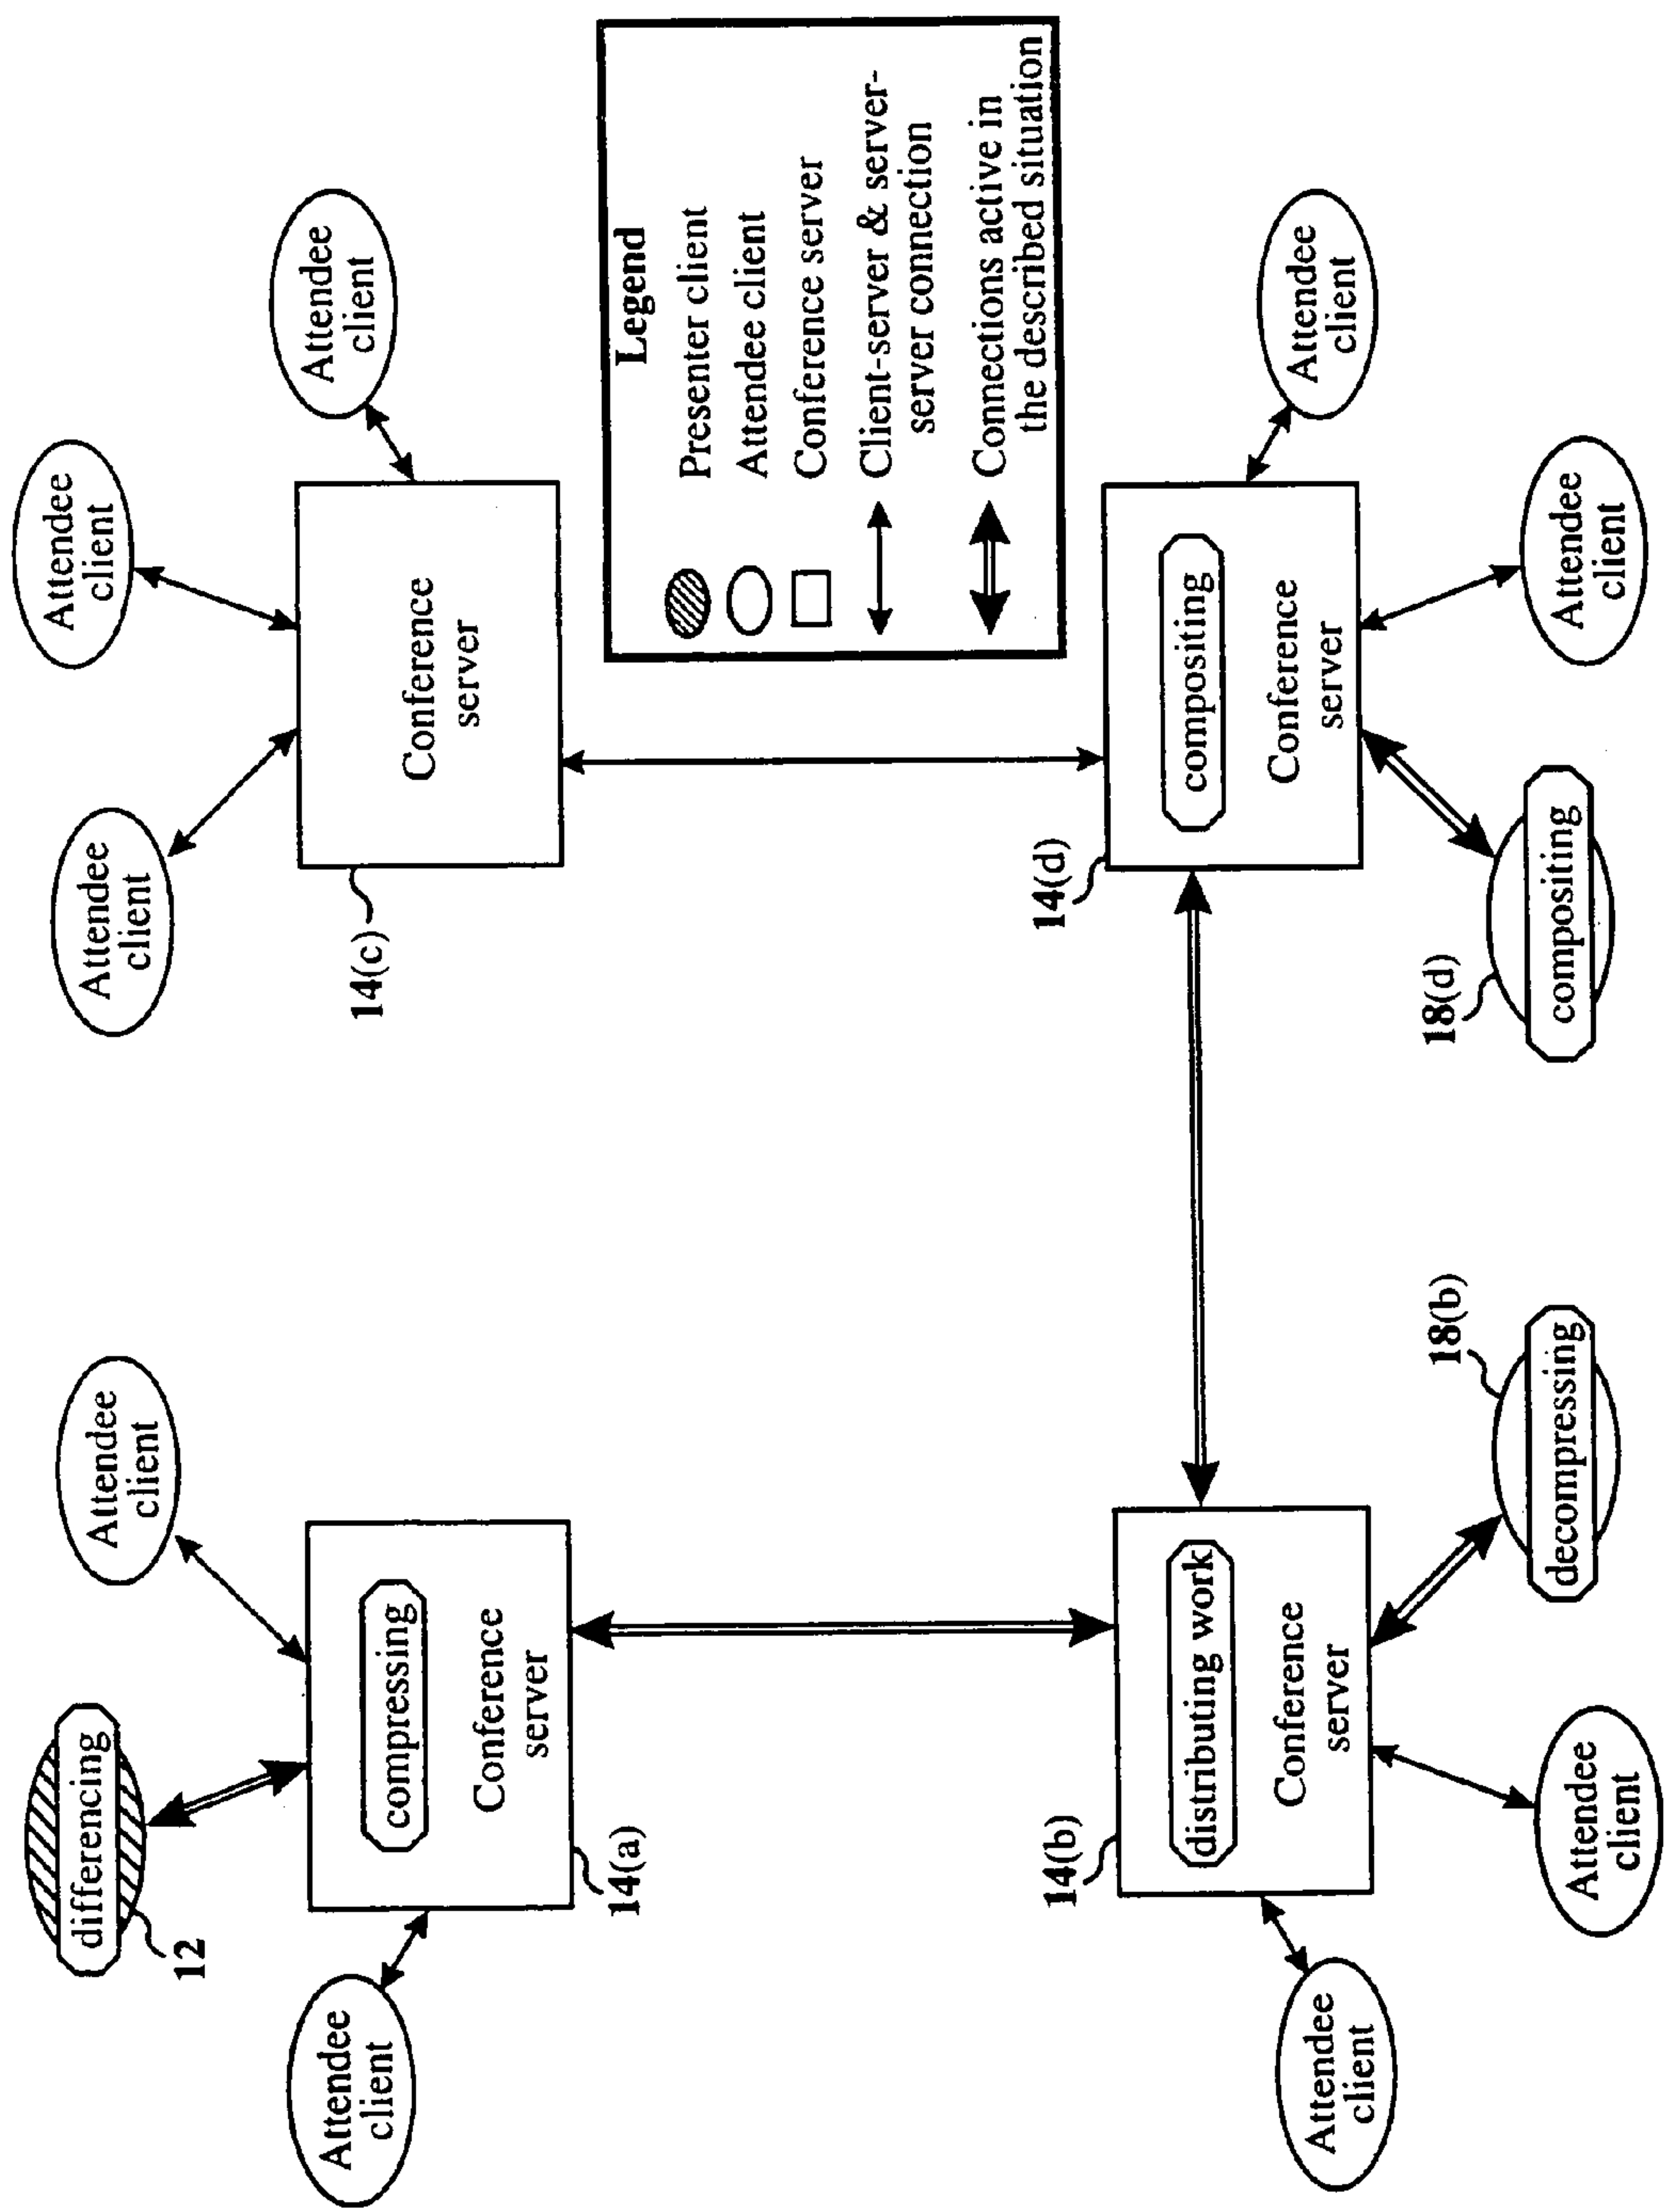 differencing
12
Attendee
client
Attendee
client
Attendee
client
Attendee
client
Attendee
client
Attendee
client
14(c)
compressing
Conference
server
Conference
server
14(a)
Legend
Presenter client
Attendee client
Conference server
Client-server & server-
server connection
Connections active in
the described situation
14(b)
14(d)
distributing work
Conference
server
compositing
Conference
server
Attendee
client
Attendee
client
18(b)
18(d)
Attendee
client
decompressing
compositing
Attendee
client